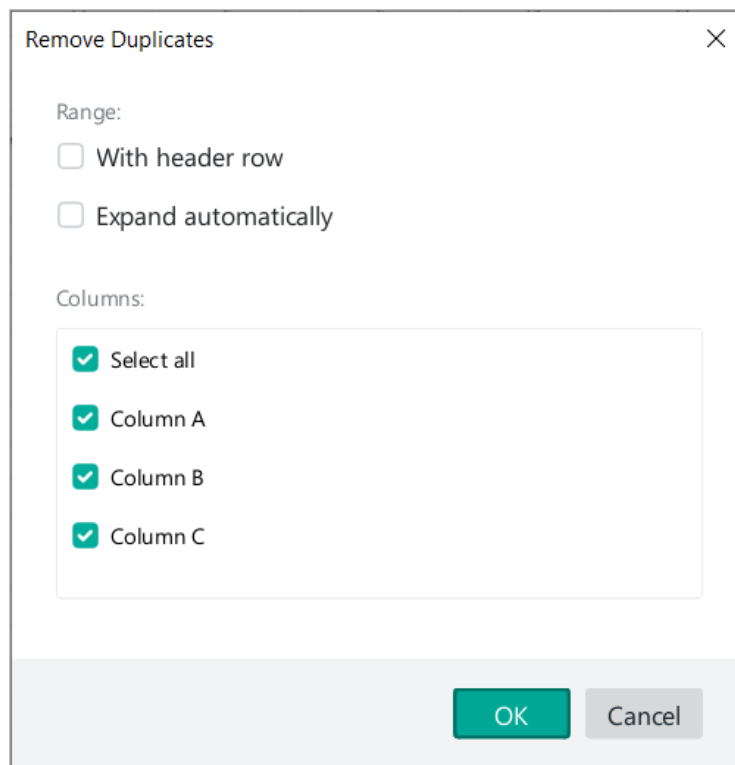 Remove Duplicates
Range:
With header row
Expand automatically
Columns:
Select all
Column A
Column B
Column C
OK Cancel